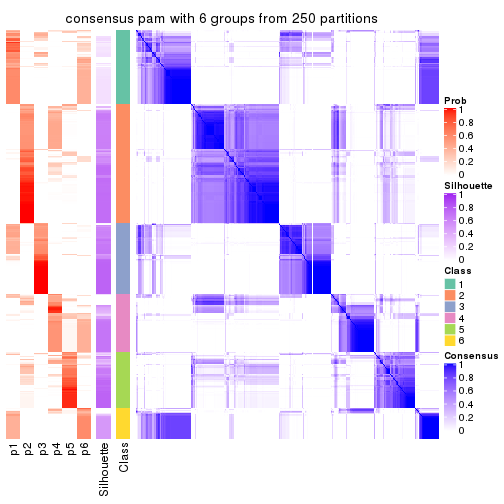 consensus pam with 6 groups from 250 partitions
Prob
1
0.8
0.6
0.4
0.2
0
Silhouette
1
0.8
0.6
0.4
0.2
0
Class
1
2
3
4
5
6
Consensus
1
0.8
0.6
0.4
0.2
0
p1
p2
p3
p4
p5
p6
Silhouette
Class